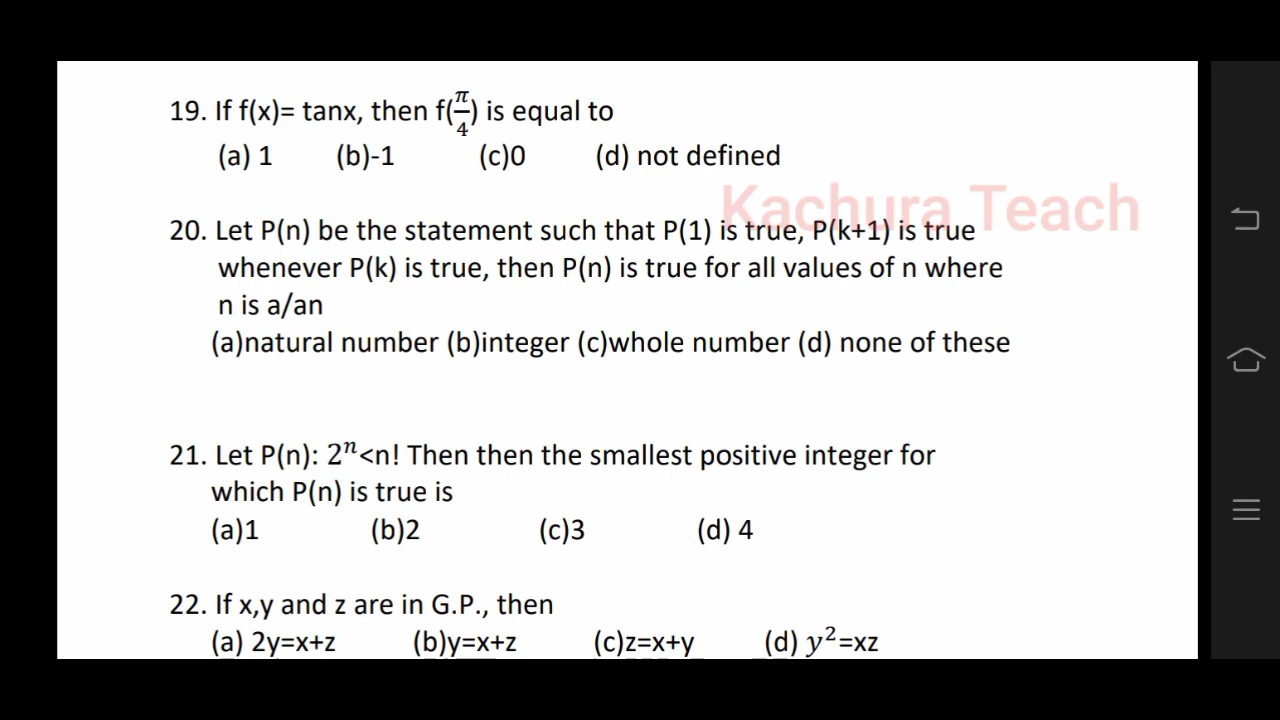 19. If f(x)= tanx, then f(π/4) is equal to
(a) 1 (b)-1 (c)0 (d) not defined
Kachura Teach
20. Let P(n) be the statement such that P(1) is true, P(k+1) is true
whenever P(k) is true, then P(n) is true for all values of n where
n is a/an
(a)natural number (b)integer (c)whole number (d) none of these
21. Let P(n): 2ⁿ<n! Then then the smallest positive integer for
which P(n) is true is
(a)1 (b)2 (c)3 (d) 4
22. If x,y and z are in G.P., then
(a) 2y=x+z (b)y=x+z (c)z=x+y (d) y²=xz